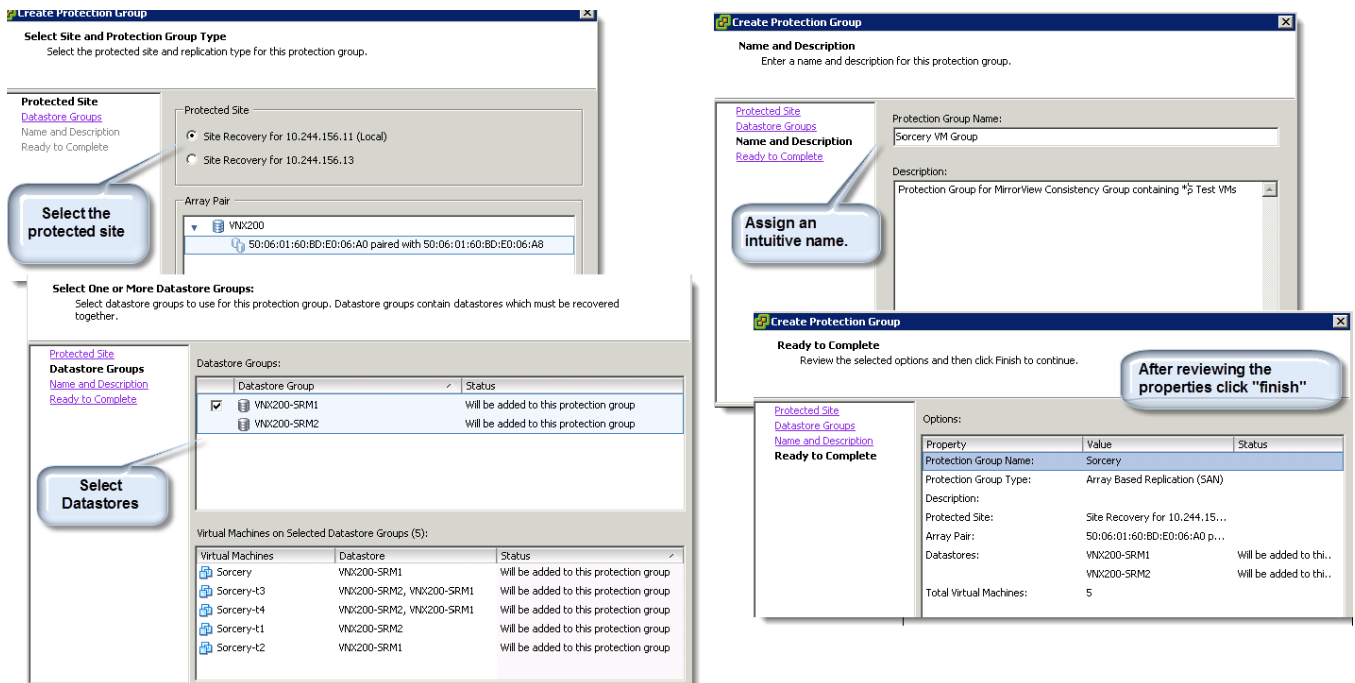 Create Protection Group
Select Site and Protection Group Type
Select the protected site and replication type for this protection group.
Protected Site
Datastore Groups
Name and Description
Ready to Complete
Protected Site
Site Recovery for 10.244.156.11 (Local)
Site Recovery for 10.244.156.13
Array Pair
VNX200
50:06:01:60:BD:E0:06:A0 paired with 50:06:01:60:BD:E0:06:A8
Select the
protected site
Select One or More Datastore Groups:
Select datastore groups to use for this protection group. Datastore groups contain datastores which must be recovered
together.
Protected Site
Datastore Groups
Name and Description
Ready to Complete
Datastore Groups:
Datastore Group Status
VNX200-SRM1 Will be added to this protection group
VNX200-SRM2 Will be added to this protection group
Select
Datastores
Virtual Machines on Selected Datastore Groups (5):
Virtual Machines Datastore Status
Sorcery VNX200-SRM1 Will be added to this protection group
Sorcery-t3 VNX200-SRM2, VNX200-SRM1 Will be added to this protection group
Sorcery-t4 VNX200-SRM2, VNX200-SRM1 Will be added to this protection group
Sorcery-t1 VNX200-SRM2 Will be added to this protection group
Sorcery-t2 VNX200-SRM1 Will be added to this protection group
Create Protection Group
Name and Description
Enter a name and description for this protection group.
Protected Site
Datastore Groups
Name and Description
Ready to Complete
Protection Group Name:
Sorcery VM Group
Description:
Protection Group for MirrorView Consistency Group containing Test VMs
Assign an
intuitive name.
Create Protection Group
Ready to Complete
Review the selected options and then click Finish to continue.
After reviewing the
properties click "finish"
Protected Site
Datastore Groups
Name and Description
Ready to Complete
Options:
Property Value Status
Protection Group Name: Sorcery
Protection Group Type: Array Based Replication (SAN)
Description:
Protected Site: Site Recovery for 10.244.15...
Array Pair: 50:06:01:60:BD:E0:06:A0 p...
Datastores: VNX200-SRM1 Will be added to thi..
VNX200-SRM2 Will be added to thi..
Total Virtual Machines: 5